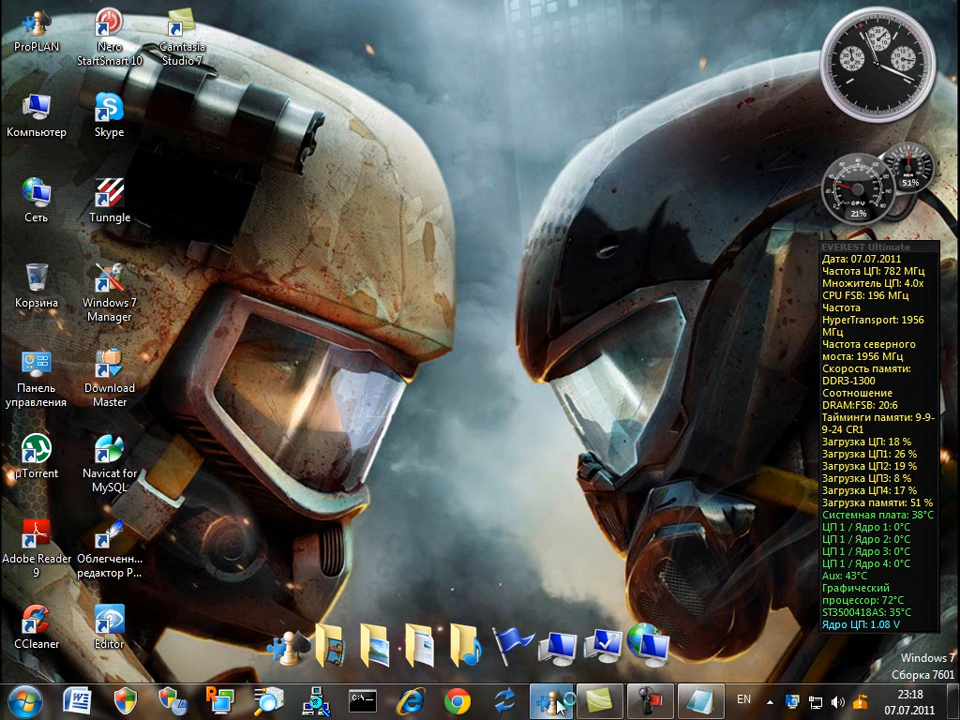 ProPLAN
Nero
StartSmart10
Camtasia
Studio 7
Компьютер
Skype
Сеть
Tunngle
Корзина
Windows 7
Manager
Панель
управления
Download
Master
µTorrent
Navicat for
MySQL
Adobe Reader
9
Облегченн...
редактор Р...
CCleaner
Editor
51%
CPU
21%
EVEREST Ultimate
Дата: 07.07.2011
Частота ЦП: 782 МГц
Множитель ЦП: 4.0x
CPU FSB: 196 МГц
Частота
HyperTransport: 1956
МГц
Частота северного
моста: 1956 МГц
Скорость памяти:
DDR3-1300
Соотношение
DRAM:FSB: 20:6
Тайминги памяти: 9-9-
9-24 CR1
Загрузка ЦП: 18 %
Загрузка ЦП1: 26 %
Загрузка ЦП2: 19 %
Загрузка ЦП3: 8 %
Загрузка ЦП4: 17 %
Загрузка памяти: 51 %
Системная плата: 38°C
ЦП 1 / Ядро 1: 0°C
ЦП 1 / Ядро 2: 0°C
ЦП 1 / Ядро 3: 0°C
ЦП 1 / Ядро 4: 0°C
Aux: 43°C
Графический
процессор: 72°C
ST3500418AS: 35°C
Ядро ЦП: 1.08 V
Windows 7
Сборка 7601
EN
23:18
07.07.2011